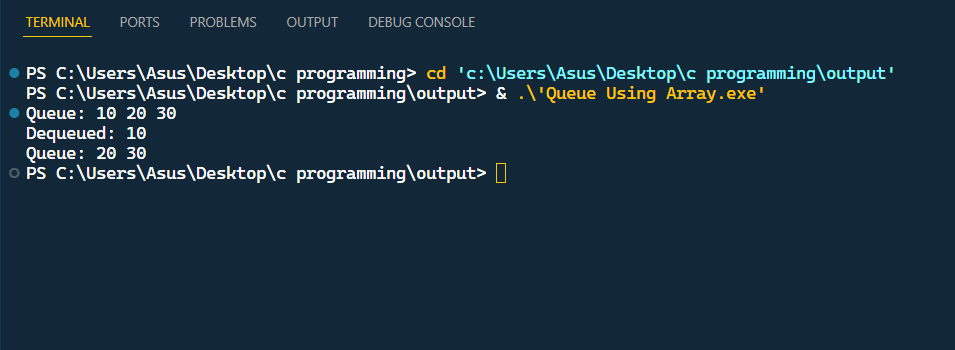 TERMINAL PORTS PROBLEMS OUTPUT DEBUG CONSOLE
PS C:\Users\Asus\Desktop\c programming> cd 'c:\Users\Asus\Desktop\c programming\output'
PS C:\Users\Asus\Desktop\c programming\output> & .\'Queue Using Array.exe'
Queue: 10 20 30
Dequeued: 10
Queue: 20 30
PS C:\Users\Asus\Desktop\c programming\output>